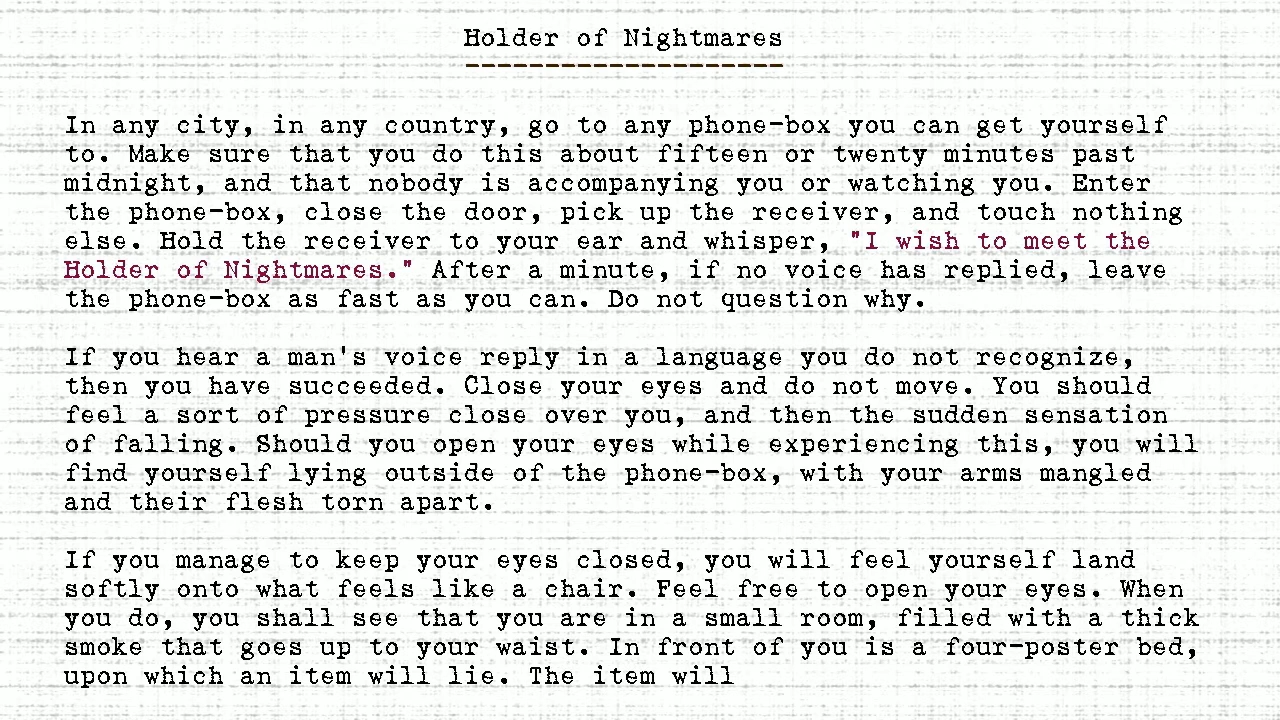 Holder of Nightmares
--------------------
In any city, in any country, go to any phone-box you can get yourself
to. Make sure that you do this about fifteen or twenty minutes past
midnight, and that nobody is accompanying you or watching you. Enter
the phone-box, close the door, pick up the receiver, and touch nothing
else. Hold the receiver to your ear and whisper, "I wish to meet the
Holder of Nightmares." After a minute, if no voice has replied, leave
the phone-box as fast as you can. Do not question why.
If you hear a man's voice reply in a language you do not recognize,
then you have succeeded. Close your eyes and do not move. You should
feel a sort of pressure close over you, and then the sudden sensation
of falling. Should you open your eyes while experiencing this, you will
find yourself lying outside of the phone-box, with your arms mangled
and their flesh torn apart.
If you manage to keep your eyes closed, you will feel yourself land
softly onto what feels like a chair. Feel free to open your eyes. When
you do, you shall see that you are in a small room, filled with a thick
smoke that goes up to your waist. In front of you is a four-poster bed,
upon which an item will lie. The item will